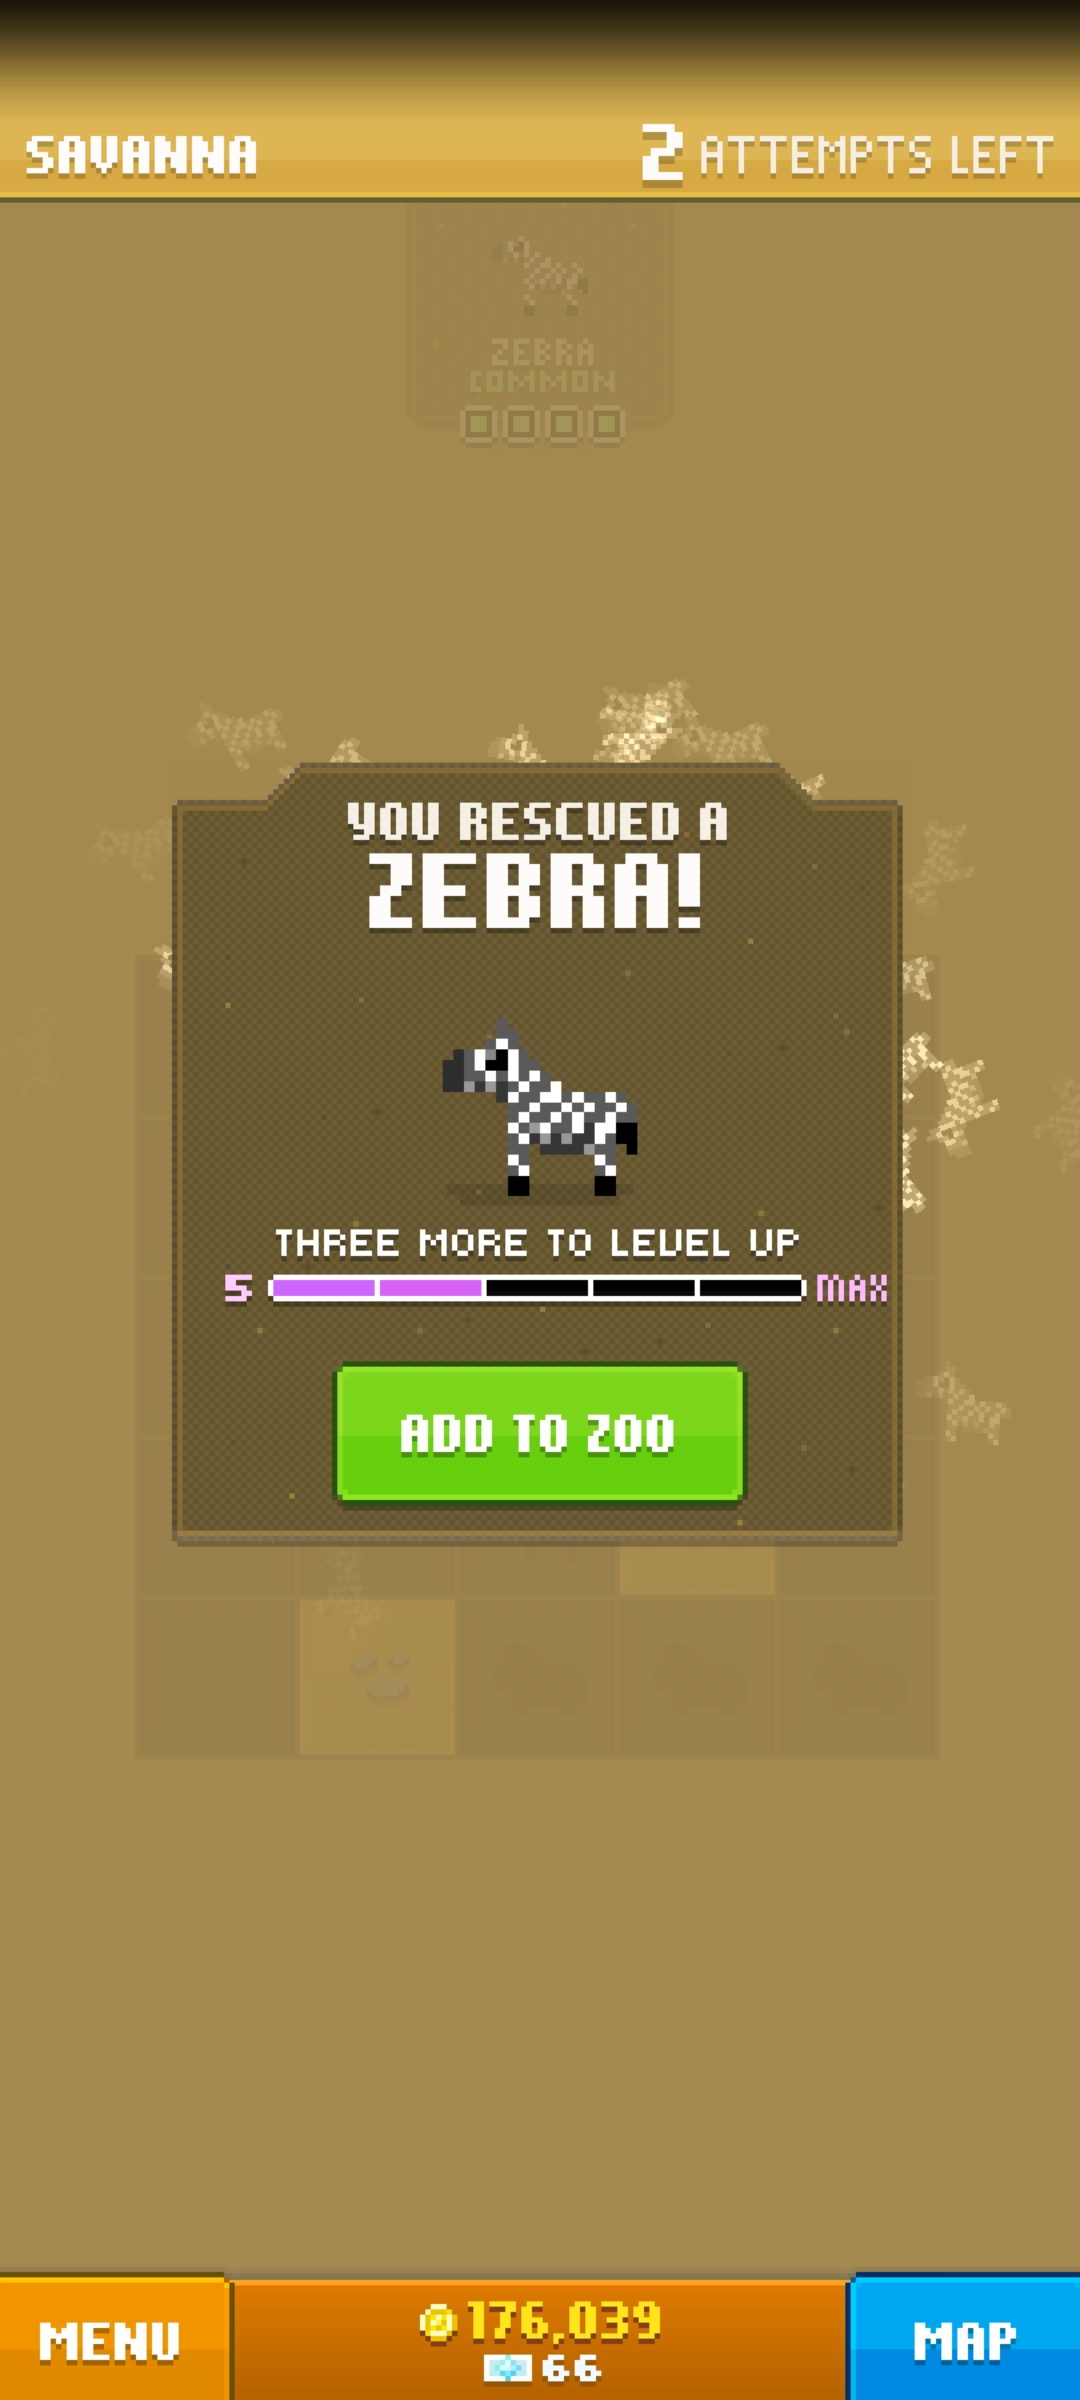 SAVANNA
2 ATTEMPTS LEFT
ZEBRA
COMMON
YOU RESCUED A
ZEBRA!
THREE MORE TO LEVEL UP
5 MAX
ADD TO ZOO
MENU
176,039
66
MAP